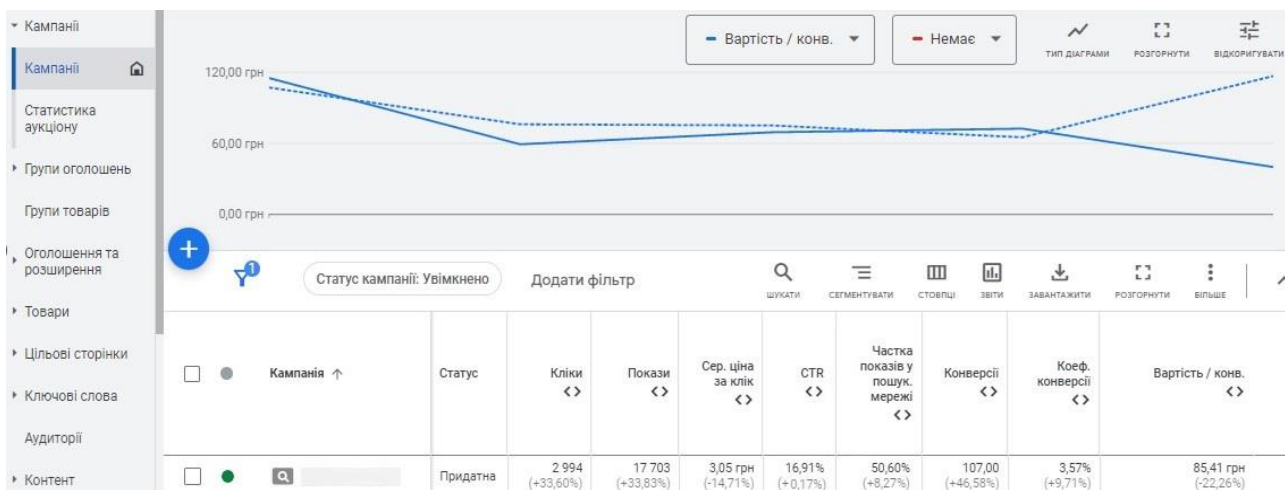 Кампанії
Кампанії
Статистика
аукціону
Групи оголошень
Групи товарів
Оголошення та
розширення
Товари
Цільові сторінки
Ключові слова
Аудиторії
Контент
Вартість / конв.
Немає
ТИП ДІАГРАМИ
РОЗГОРНУТИ
ВІДКОРИГУВАТИ
120,00 грн
60,00 грн
0,00 грн
1
Статус кампанії: Увімкнено
Додати фільтр
ШУКАТИ
СЕГМЕНТУВАТИ
СТОВПЦІ
ЗВІТИ
ЗАВАНТАЖИТИ
РОЗГОРНУТИ
БІЛЬШЕ
Кампанія
Статус
Кліки
Покази
Сер. ціна
за клік
CTR
Частка
показів у
пошук.
мережі
Конверсії
Коеф.
конверсії
Вартість / конв.
Придатна
2 994
(+33,60%)
17 703
(+33,83%)
3,05 грн
(-14,71%)
16,91%
(+0,17%)
50,60%
(+8,27%)
107,00
(+46,58%)
3,57%
(+9,71%)
85,41 грн
(-22,26%)